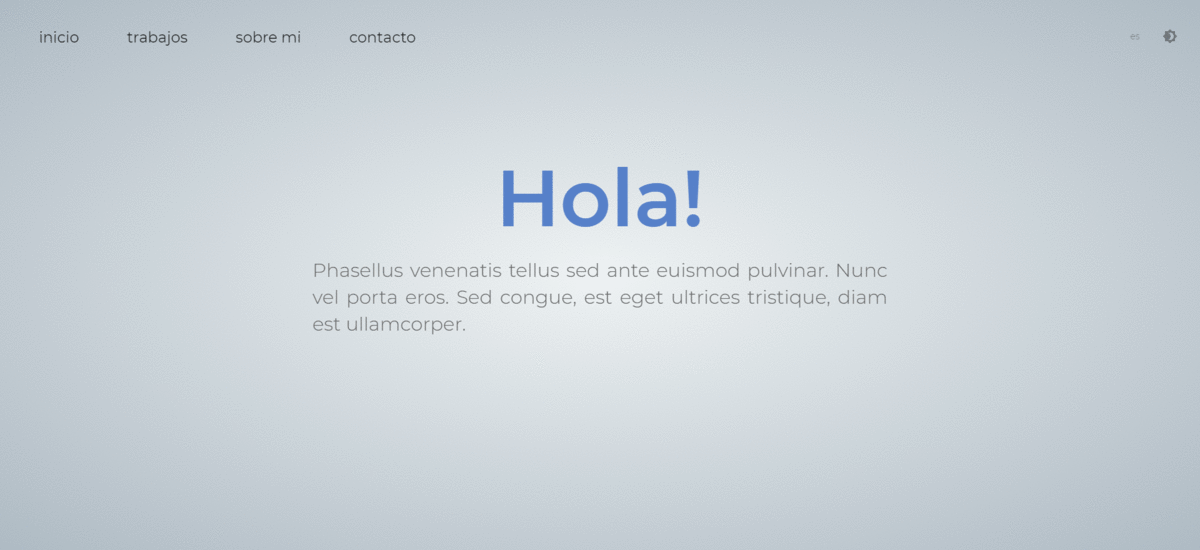 inicio trabajos sobre mi contacto es
Hola!
Phasellus venenatis tellus sed ante euismod pulvinar. Nunc
vel porta eros. Sed congue, est eget ultrices tristique, diam
est ullamcorper.